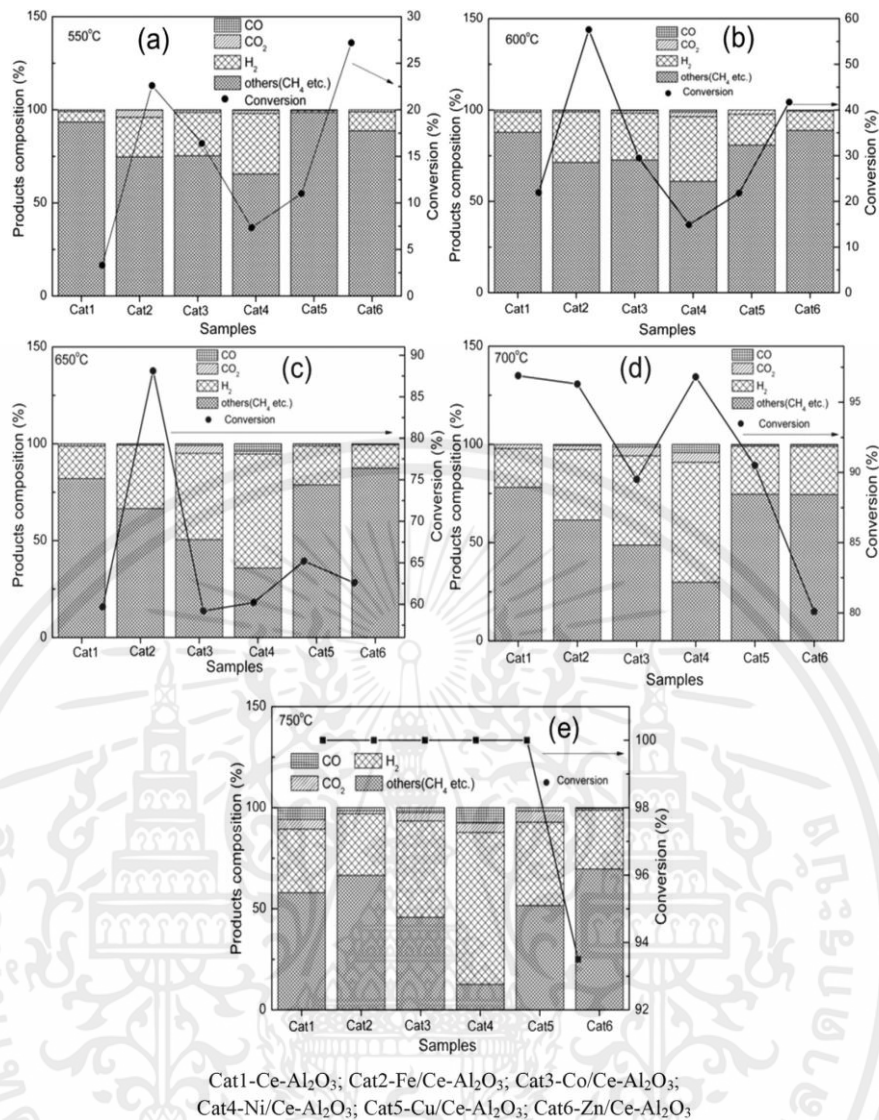 550°C
(a)
CO
CO₂
H₂
others(CH₄ etc.)
Conversion
Products composition (%)
150
100
50
0
Conversion (%)
30
25
20
15
10
5
0
Cat1 Cat2 Cat3 Cat4 Cat5 Cat6
Samples
600°C
(b)
CO
CO₂
H₂
others(CH₄ etc.)
Conversion
Products composition (%)
150
100
50
0
Conversion (%)
60
50
40
30
20
10
0
Cat1 Cat2 Cat3 Cat4 Cat5 Cat6
Samples
650°C
(c)
CO
CO₂
H₂
others(CH₄ etc.)
Conversion
Products composition (%)
150
100
50
0
Conversion (%)
90
85
80
75
70
65
60
Cat1 Cat2 Cat3 Cat4 Cat5 Cat6
Samples
700°C
(d)
CO
CO₂
H₂
others(CH₄ etc.)
Conversion
Products composition (%)
150
100
50
0
Conversion (%)
95
90
85
80
Cat1 Cat2 Cat3 Cat4 Cat5 Cat6
Samples
750°C
(e)
CO H₂
CO₂ others(CH₄ etc.)
Conversion
Products composition (%)
150
100
50
0
Conversion (%)
100
98
96
94
92
Cat1 Cat2 Cat3 Cat4 Cat5 Cat6
Samples
Cat1-Ce-Al₂O₃; Cat2-Fe/Ce-Al₂O₃; Cat3-Co/Ce-Al₂O₃;
Cat4-Ni/Ce-Al₂O₃; Cat5-Cu/Ce-Al₂O₃; Cat6-Zn/Ce-Al₂O₃